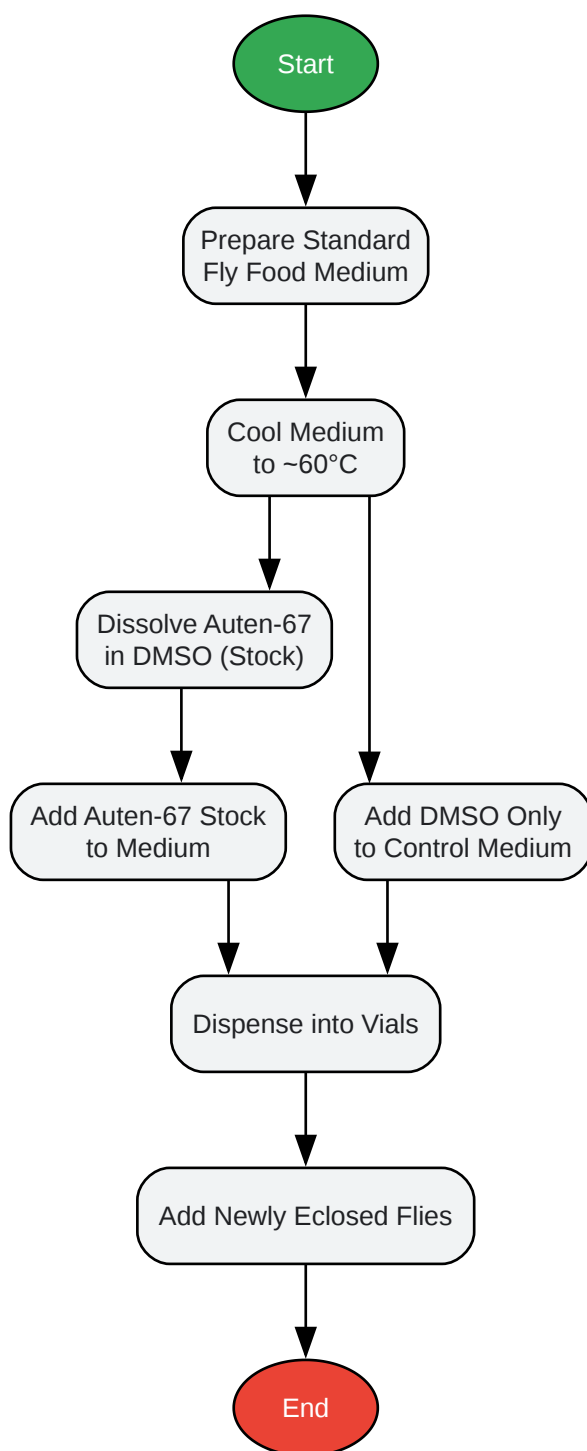 Start
Prepare Standard
Fly Food Medium
Cool Medium
to ~60°C
Dissolve Auten-67
in DMSO (Stock)
Add Auten-67 Stock
to Medium
Add DMSO Only
to Control Medium
Dispense into Vials
Add Newly Eclosed Flies
End